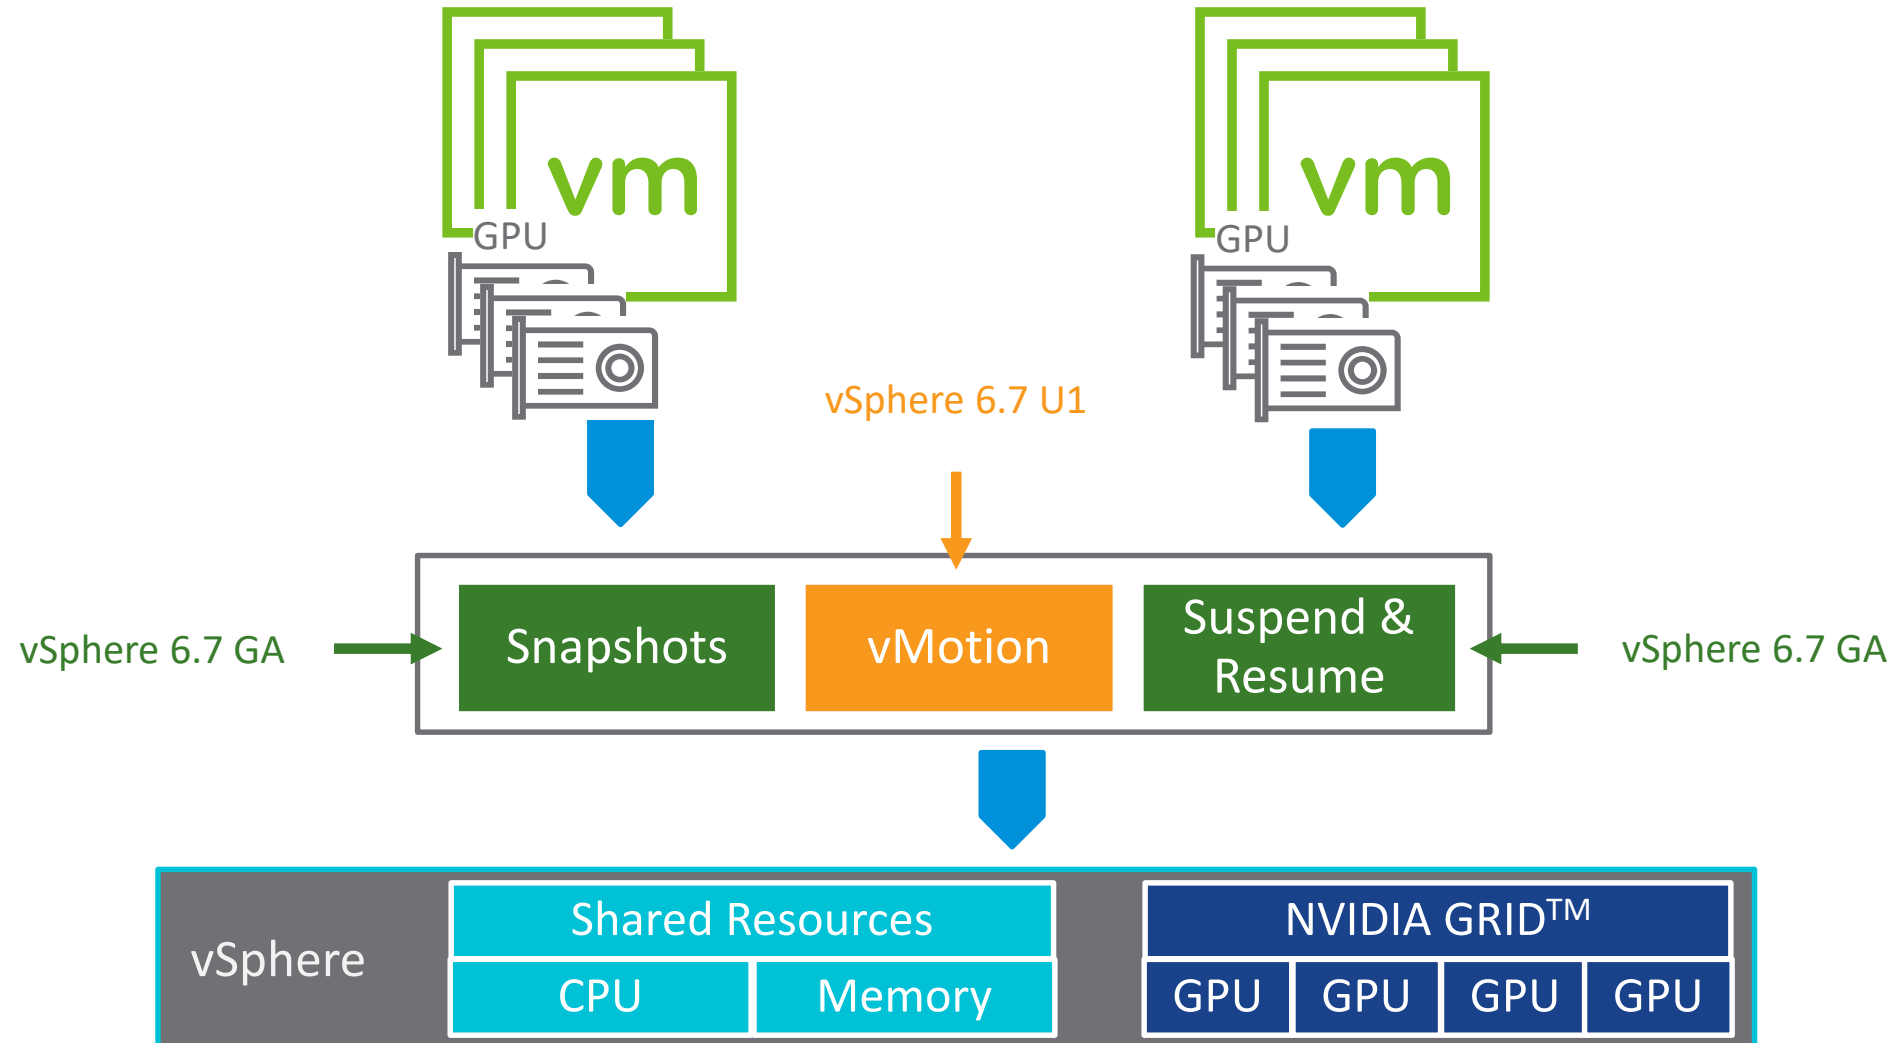 vm
vm
GPU
GPU
vSphere 6.7 U1
vSphere 6.7 GA
Snapshots
vMotion
Suspend &
Resume
vSphere 6.7 GA
vSphere
Shared Resources
CPU
Memory
NVIDIA GRID™
GPU
GPU
GPU
GPU